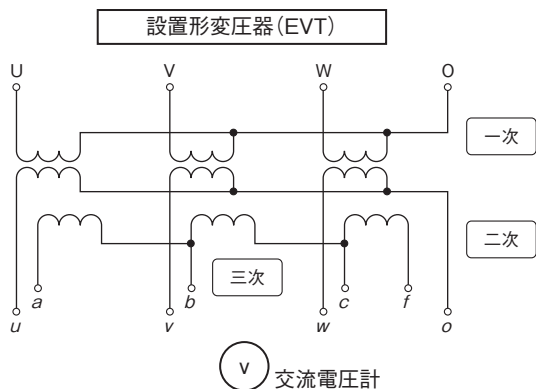 設置形変圧器(EVT)
U V W O
一次
二次
三次
a b c f
u v w o
v
交流電圧計